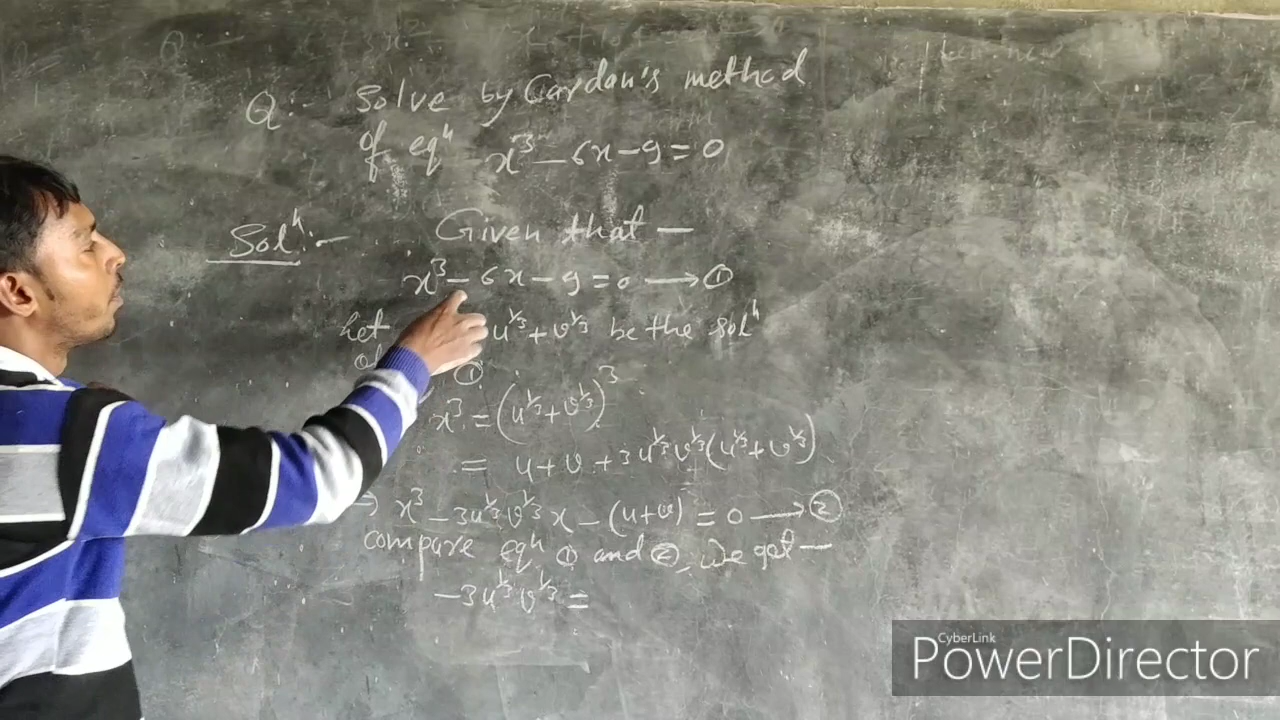 Q:- Solve by Cardan's method
of eqⁿ x³ - 6x - 9 = 0
Solⁿ:- Given that —
x³ - 6x - 9 = 0 → ①
Let u^1/3 + v^1/3 be the solⁿ
of ①
x³ = (u^1/3 + v^1/3)³
= u + v + 3u^1/3 v^1/3 (u^1/3 + v^1/3)
⇒ x³ - 3u^1/3 v^1/3 x - (u+v) = 0 → ②
compare eqⁿ ① and ②, we get —
-3u^1/3 v^1/3 =
CyberLink
PowerDirector